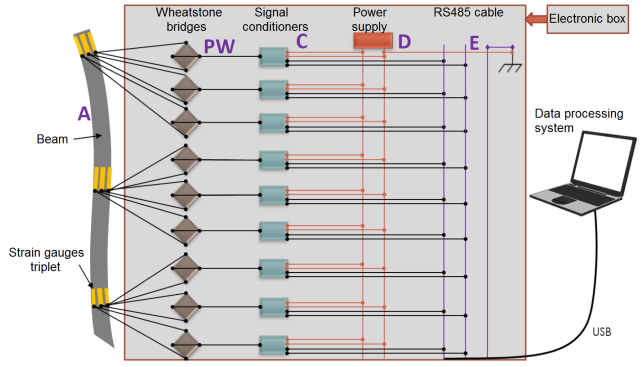 Wheatstone
bridges
Signal
conditioners
Power
supply
RS485 cable
Electronic box
PW
C
D
E
A
Beam
Data processing
system
Strain gauges
triplet
USB